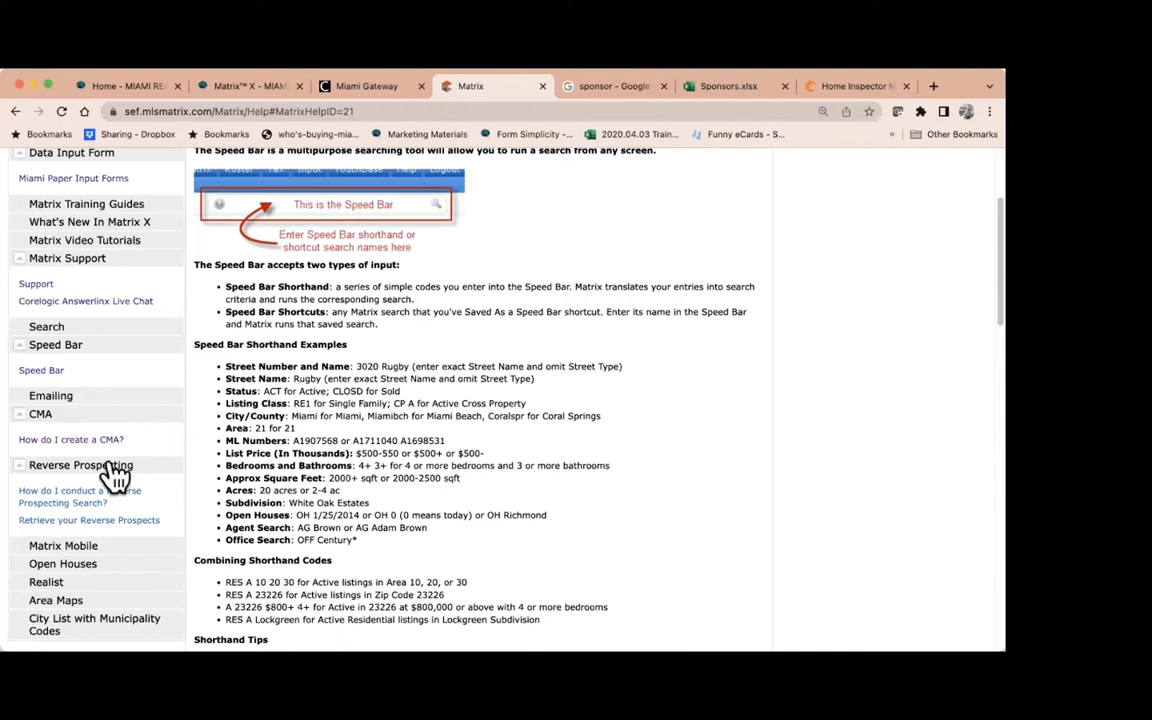 Home - MIAMI RE
Matrix™ X - MIAM
Miami Gateway
Matrix
sponsor - Google
Sponsors.xlsx
Home Inspector M
sef.mlsmatrix.com/Matrix/Help#MatrixHelpID=21
Bookmarks
Sharing - Dropbox
Bookmarks
who's-buying-mia...
Marketing Materials
Form Simplicity -...
2020.04.03 Train...
Funny eCards - S...
»
Other Bookmarks
Data Input Form
Miami Paper Input Forms
Matrix Training Guides
What's New In Matrix X
Matrix Video Tutorials
Matrix Support
Support
Corelogic Answerlinx Live Chat
Search
Speed Bar
Speed Bar
Emailing
CMA
How do I create a CMA?
Reverse Prospecting
How do I conduct a Reverse
Prospecting Search?
Retrieve your Reverse Prospects
Matrix Mobile
Open Houses
Realist
Area Maps
City List with Municipality
Codes
The Speed Bar is a multipurpose searching tool will allow you to run a search from any screen.
Roster Tax Input TouchBase Help Logout
This is the Speed Bar
Enter Speed Bar shorthand or
shortcut search names here
The Speed Bar accepts two types of input:
• Speed Bar Shorthand: a series of simple codes you enter into the Speed Bar. Matrix translates your entries into search
criteria and runs the corresponding search.
• Speed Bar Shortcuts: any Matrix search that you've Saved As a Speed Bar shortcut. Enter its name in the Speed Bar
and Matrix runs that saved search.
Speed Bar Shorthand Examples
• Street Number and Name: 3020 Rugby (enter exact Street Name and omit Street Type)
• Street Name: Rugby (enter exact Street Name and omit Street Type)
• Status: ACT for Active; CLOSD for Sold
• Listing Class: RE1 for Single Family; CP A for Active Cross Property
• City/County: Miami for Miami, Miamibch for Miami Beach, Coralspr for Coral Springs
• Area: 21 for 21
• ML Numbers: A1907568 or A1711040 A1698531
• List Price (In Thousands): $500-550 or $500+ or $500-
• Bedrooms and Bathrooms: 4+ 3+ for 4 or more bedrooms and 3 or more bathrooms
• Approx Square Feet: 2000+ sqft or 2000-2500 sqft
• Acres: 20 acres or 2-4 ac
• Subdivision: White Oak Estates
• Open Houses: OH 1/25/2014 or OH 0 (0 means today) or OH Richmond
• Agent Search: AG Brown or AG Adam Brown
• Office Search: OFF Century*
Combining Shorthand Codes
• RES A 10 20 30 for Active listings in Area 10, 20, or 30
• RES A 23226 for Active listings in Zip Code 23226
• A 23226 $800+ 4+ for Active in 23226 at $800,000 or above with 4 or more bedrooms
• RES A Lockgreen for Active Residential listings in Lockgreen Subdivision
Shorthand Tips